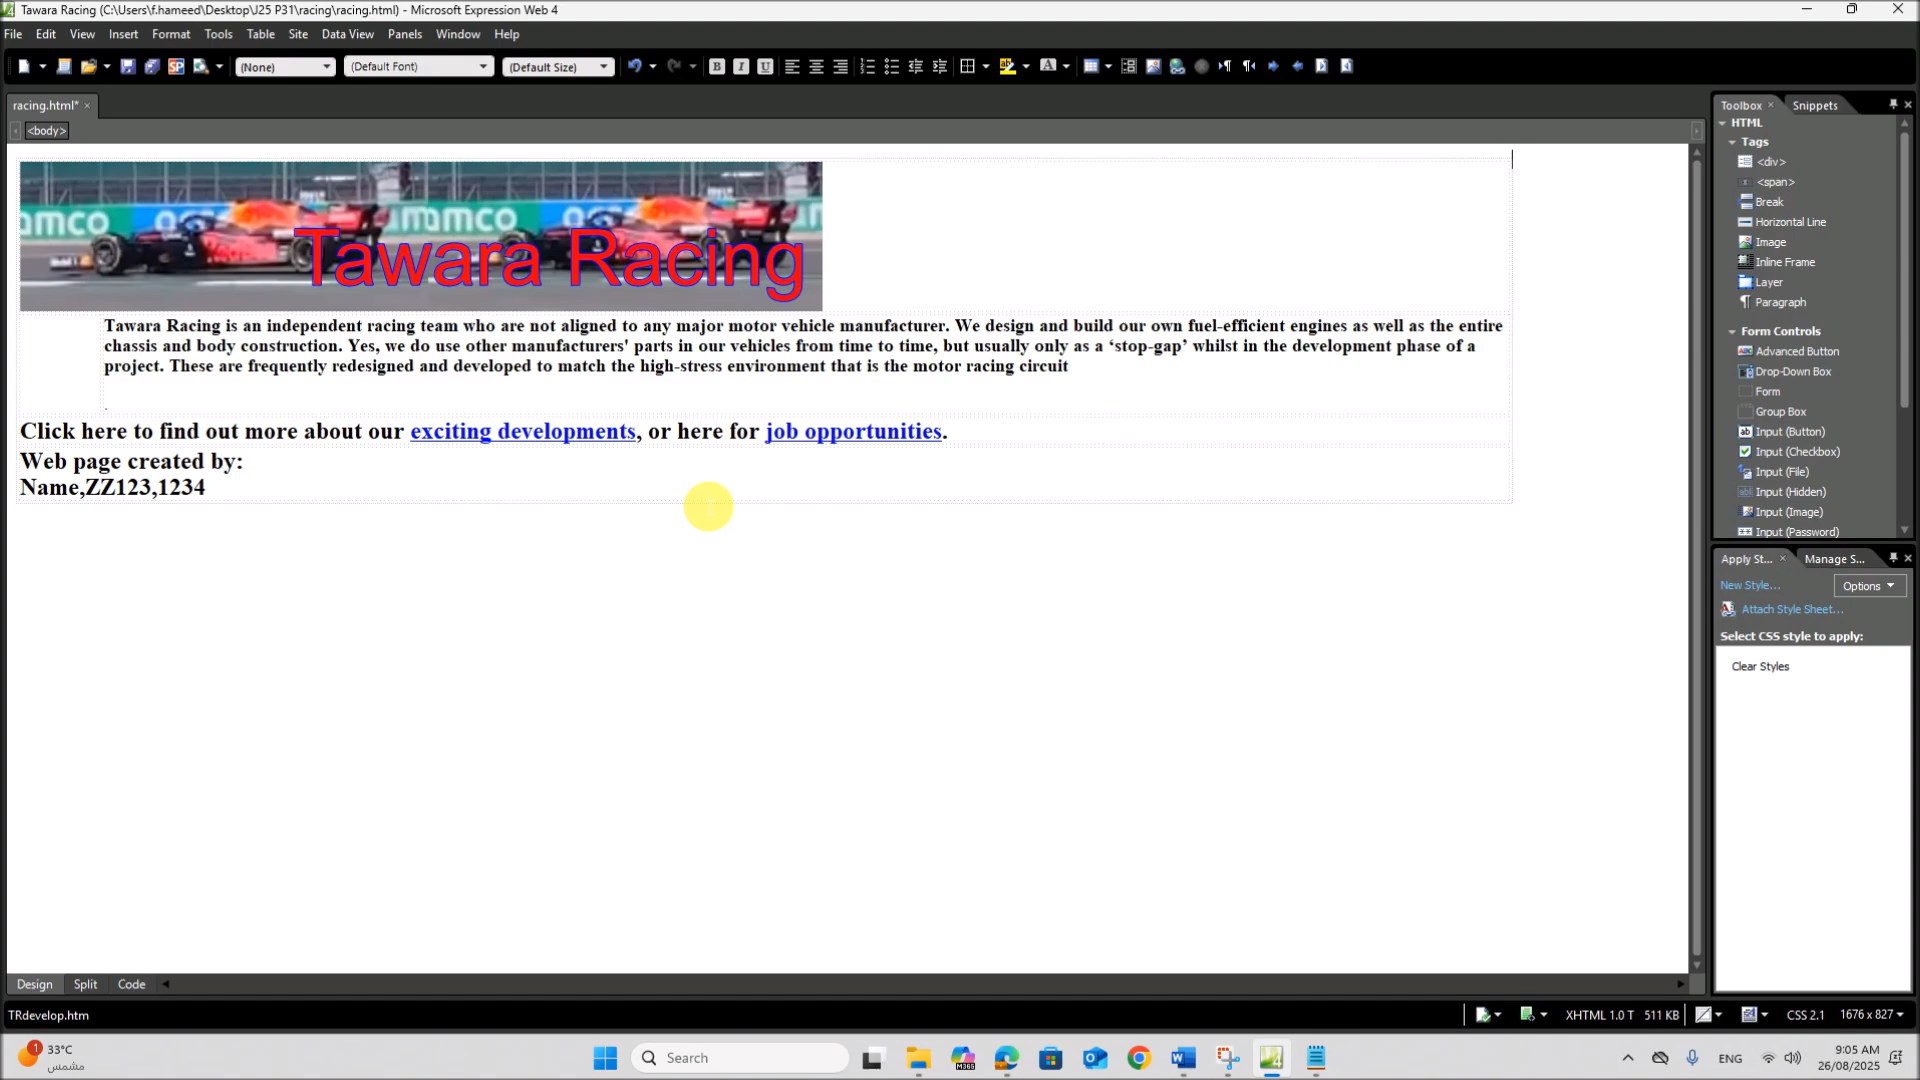 Tawara Racing (C:\Users\f.hameed\Desktop\J25 P31\racing\racing.html) - Microsoft Expression Web 4
File Edit View Insert Format Tools Table Site Data View Panels Window Help
(None) (Default Font) (Default Size)
racing.html*
<body>
Tawara Racing
Tawara Racing is an independent racing team who are not aligned to any major motor vehicle manufacturer. We design and build our own fuel-efficient engines as well as the entire
chassis and body construction. Yes, we do use other manufacturers' parts in our vehicles from time to time, but usually only as a ‘stop-gap’ whilst in the development phase of a
project. These are frequently redesigned and developed to match the high-stress environment that is the motor racing circuit
.
Click here to find out more about our exciting developments, or here for job opportunities.
Web page created by:
Name,ZZ123,1234
Toolbox Snippets
HTML
Tags
<div>
<span>
Break
Horizontal Line
Image
Inline Frame
Layer
Paragraph
Form Controls
Advanced Button
Drop-Down Box
Form
Group Box
Input (Button)
Input (Checkbox)
Input (File)
Input (Hidden)
Input (Image)
Input (Password)
Apply St... Manage S...
New Style... Options
Attach Style Sheet...
Select CSS style to apply:
Clear Styles
Design Split Code
TRdevelop.htm
XHTML 1.0 T 511 KB CSS 2.1 1676 x 827
1 33°C
مشمس
Search
ENG
9:05 AM
26/08/2025